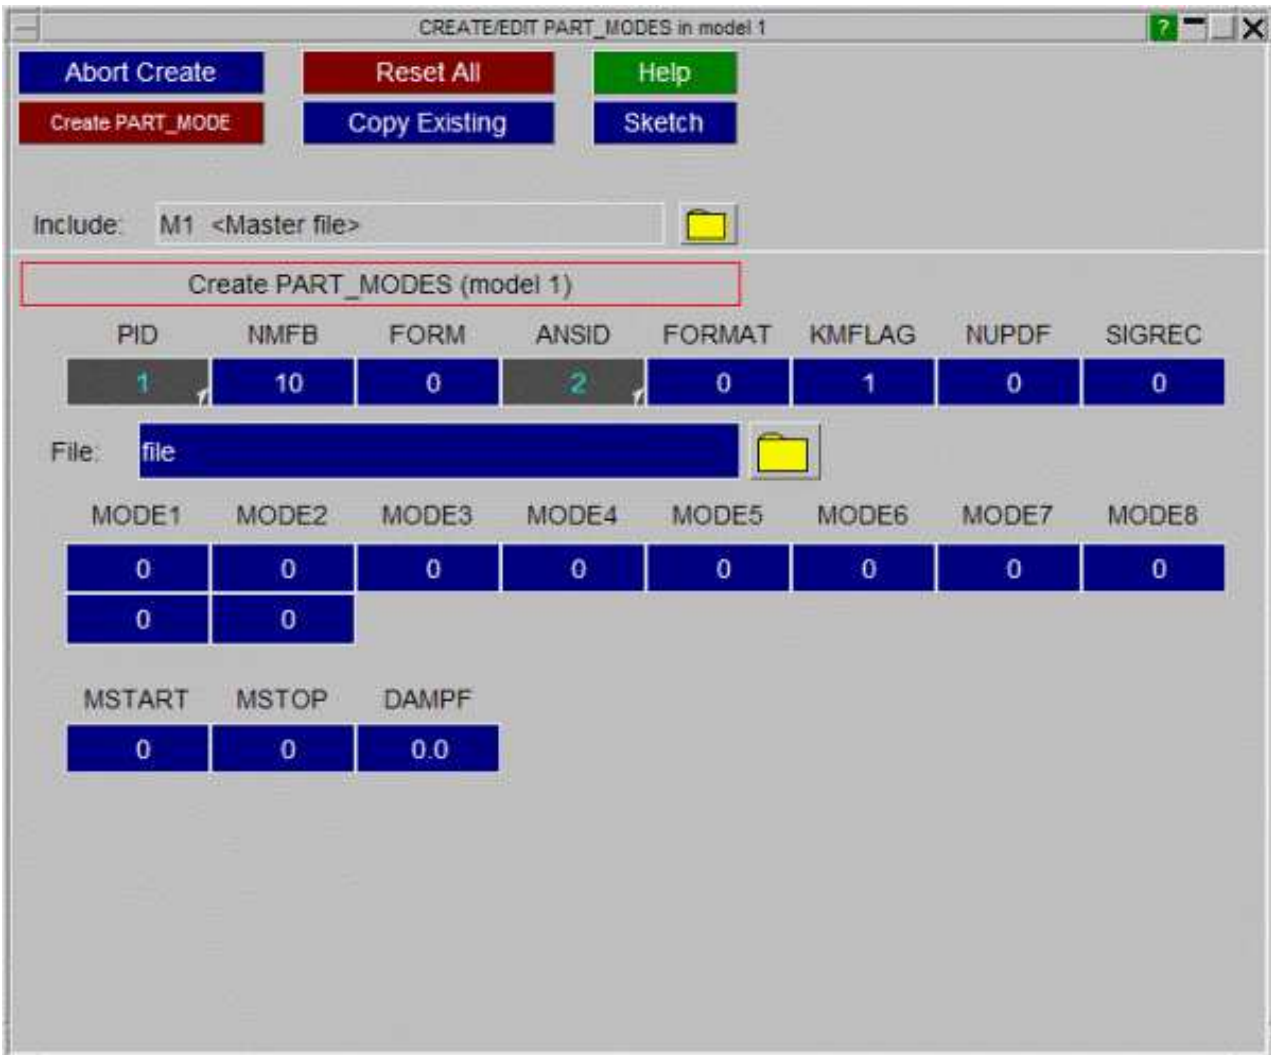 CREATE/EDIT PART_MODES in model 1 ?
Abort Create Reset All Help
Create PART_MODE Copy Existing Sketch
Include: M1 <Master file>
Create PART_MODES (model 1)
PID NMFB FORM ANSID FORMAT KMFLAG NUPDF SIGREC
1 10 0 2 0 1 0 0
File: file
MODE1 MODE2 MODE3 MODE4 MODE5 MODE6 MODE7 MODE8
0 0 0 0 0 0 0 0
0 0
MSTART MSTOP DAMPF
0 0 0.0